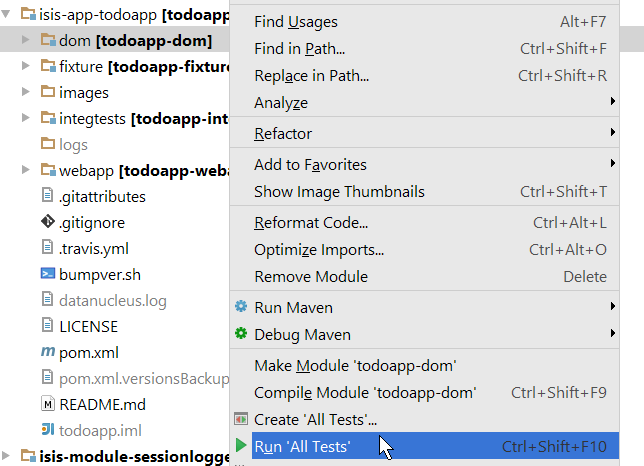 isis-app-todoapp [todoapp
dom [todoapp-dom]
fixture [todoapp-fixture
images
integtests [todoapp-int
logs
webapp [todoapp-weba
.gitattributes
.gitignore
.travis.yml
bumpver.sh
datanucleus.log
LICENSE
pom.xml
pom.xml.versionsBackup
README.md
todoapp.iml
isis-module-sessionlogge
Find Usages Alt+F7
Find in Path... Ctrl+Shift+F
Replace in Path... Ctrl+Shift+R
Analyze
Refactor
Add to Favorites
Show Image Thumbnails Ctrl+Shift+T
Reformat Code... Ctrl+Alt+L
Optimize Imports... Ctrl+Alt+O
Remove Module Delete
Run Maven
Debug Maven
Make Module 'todoapp-dom'
Compile Module 'todoapp-dom' Ctrl+Shift+F9
Create 'All Tests'...
Run 'All Tests' Ctrl+Shift+F10